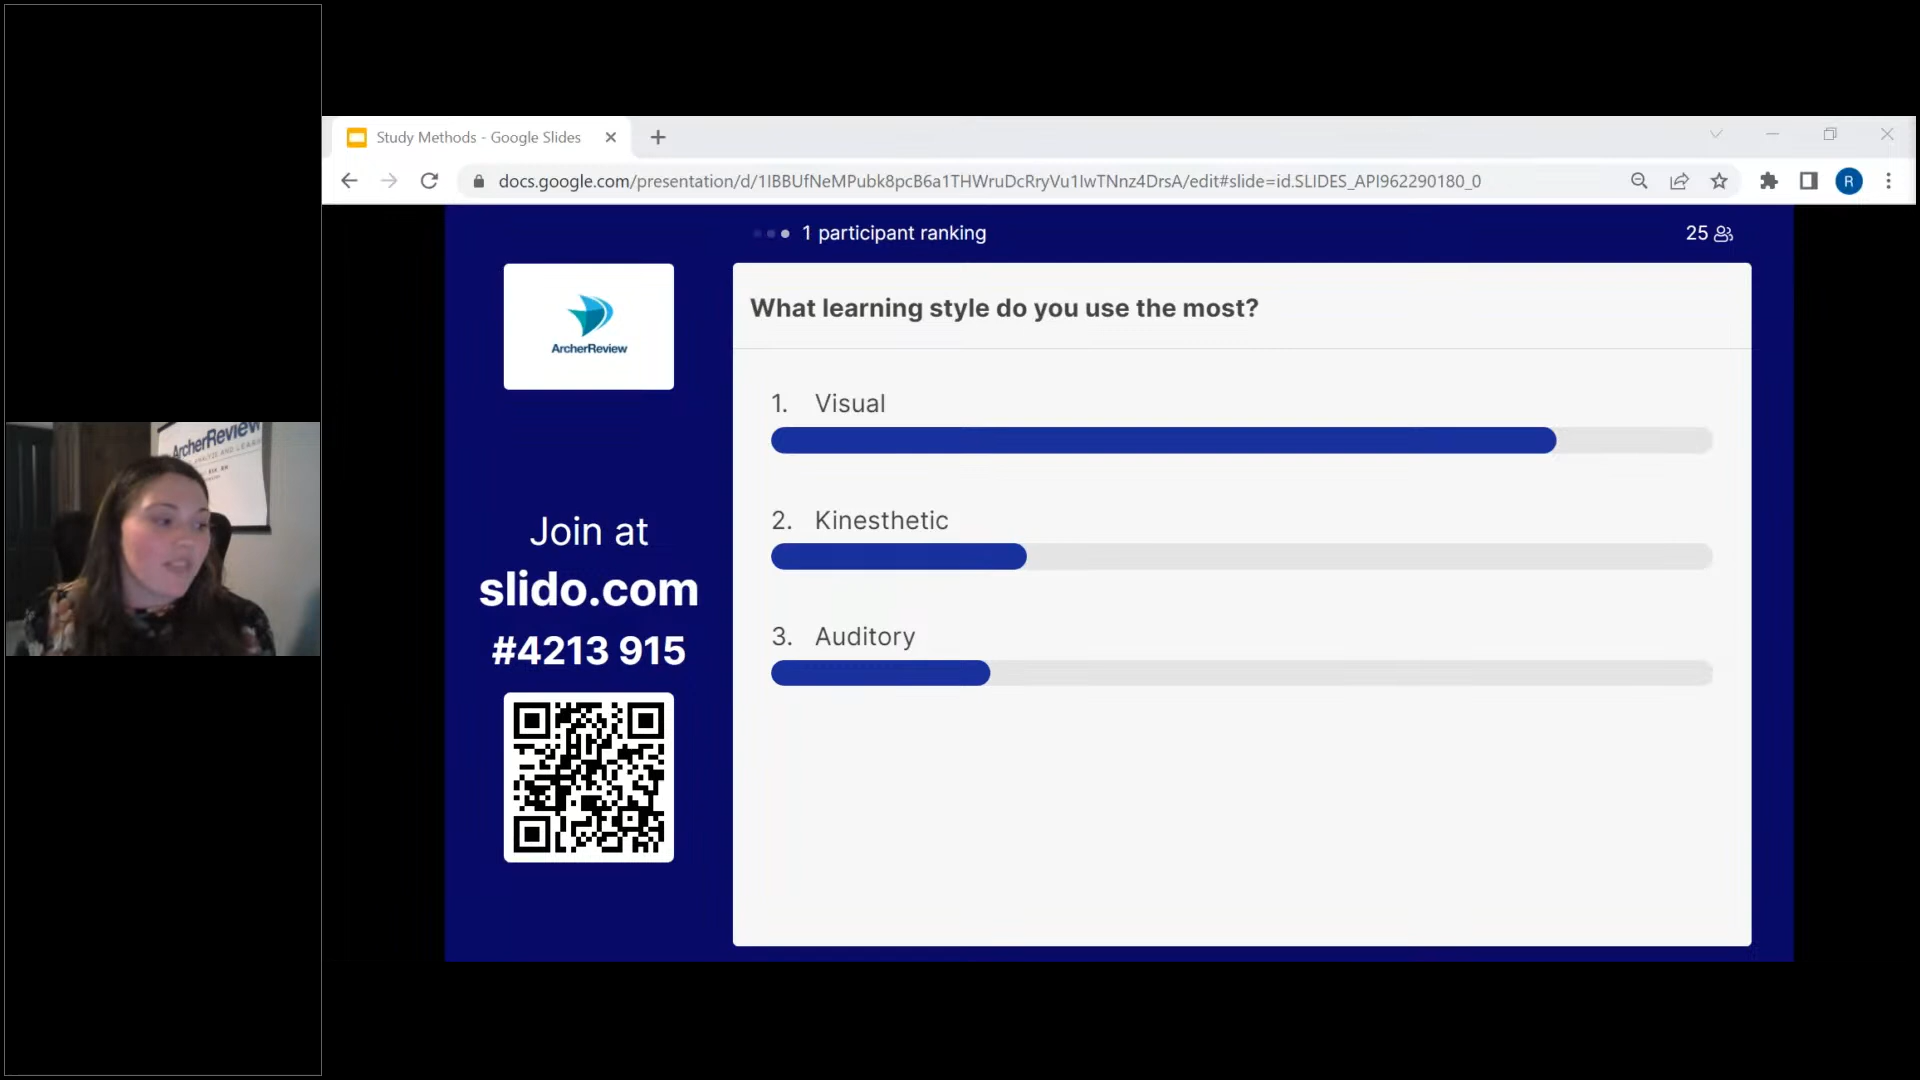 Study Methods - Google Slides
docs.google.com/presentation/d/1IBBUfNeMPubk8pcB6a1THWruDcRryVu1IwTNnz4DrsA/edit#slide=id.SLIDES_API962290180_0
R
1 participant ranking
25
ArcherReview
What learning style do you use the most?
1. Visual
2. Kinesthetic
3. Auditory
Join at
slido.com
#4213 915
ArcherReview